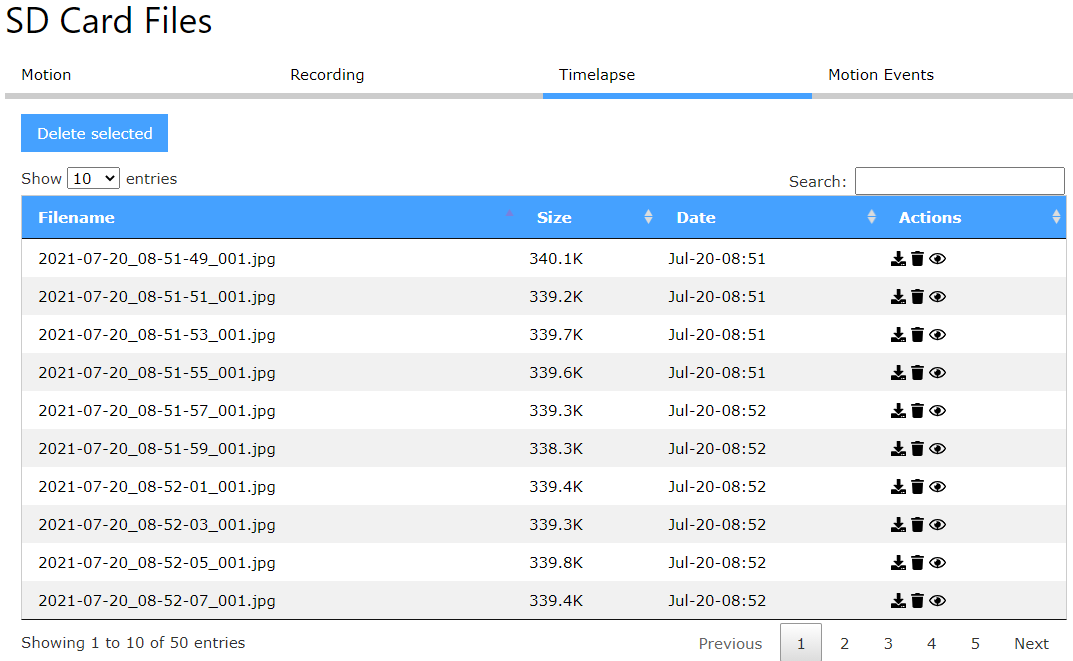 SD Card Files
Motion Recording Timelapse Motion Events
Delete selected
Show 10 entries Search:
Filename Size Date Actions
2021-07-20_08-51-49_001.jpg 340.1K Jul-20-08:51
2021-07-20_08-51-51_001.jpg 339.2K Jul-20-08:51
2021-07-20_08-51-53_001.jpg 339.7K Jul-20-08:51
2021-07-20_08-51-55_001.jpg 339.6K Jul-20-08:51
2021-07-20_08-51-57_001.jpg 339.3K Jul-20-08:52
2021-07-20_08-51-59_001.jpg 338.3K Jul-20-08:52
2021-07-20_08-52-01_001.jpg 339.4K Jul-20-08:52
2021-07-20_08-52-03_001.jpg 339.3K Jul-20-08:52
2021-07-20_08-52-05_001.jpg 339.8K Jul-20-08:52
2021-07-20_08-52-07_001.jpg 339.4K Jul-20-08:52
Showing 1 to 10 of 50 entries Previous 1 2 3 4 5 Next